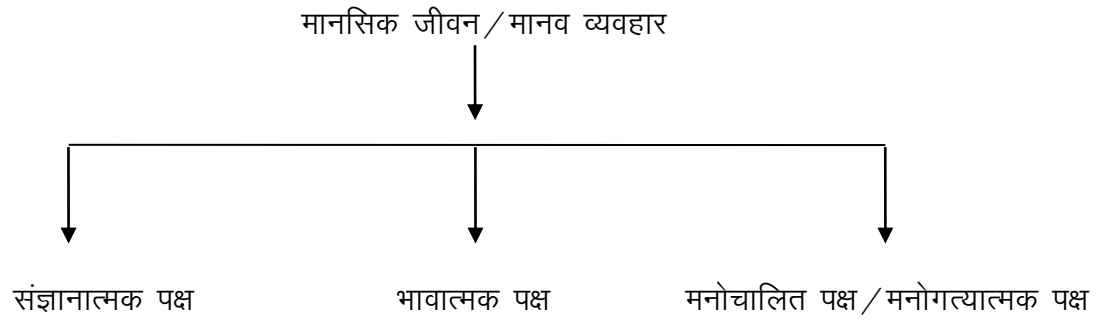 मानसिक जीवन / मानव व्यवहार
संज्ञानात्मक पक्ष
भावात्मक पक्ष
मनोचालित पक्ष / मनोगत्यात्मक पक्ष